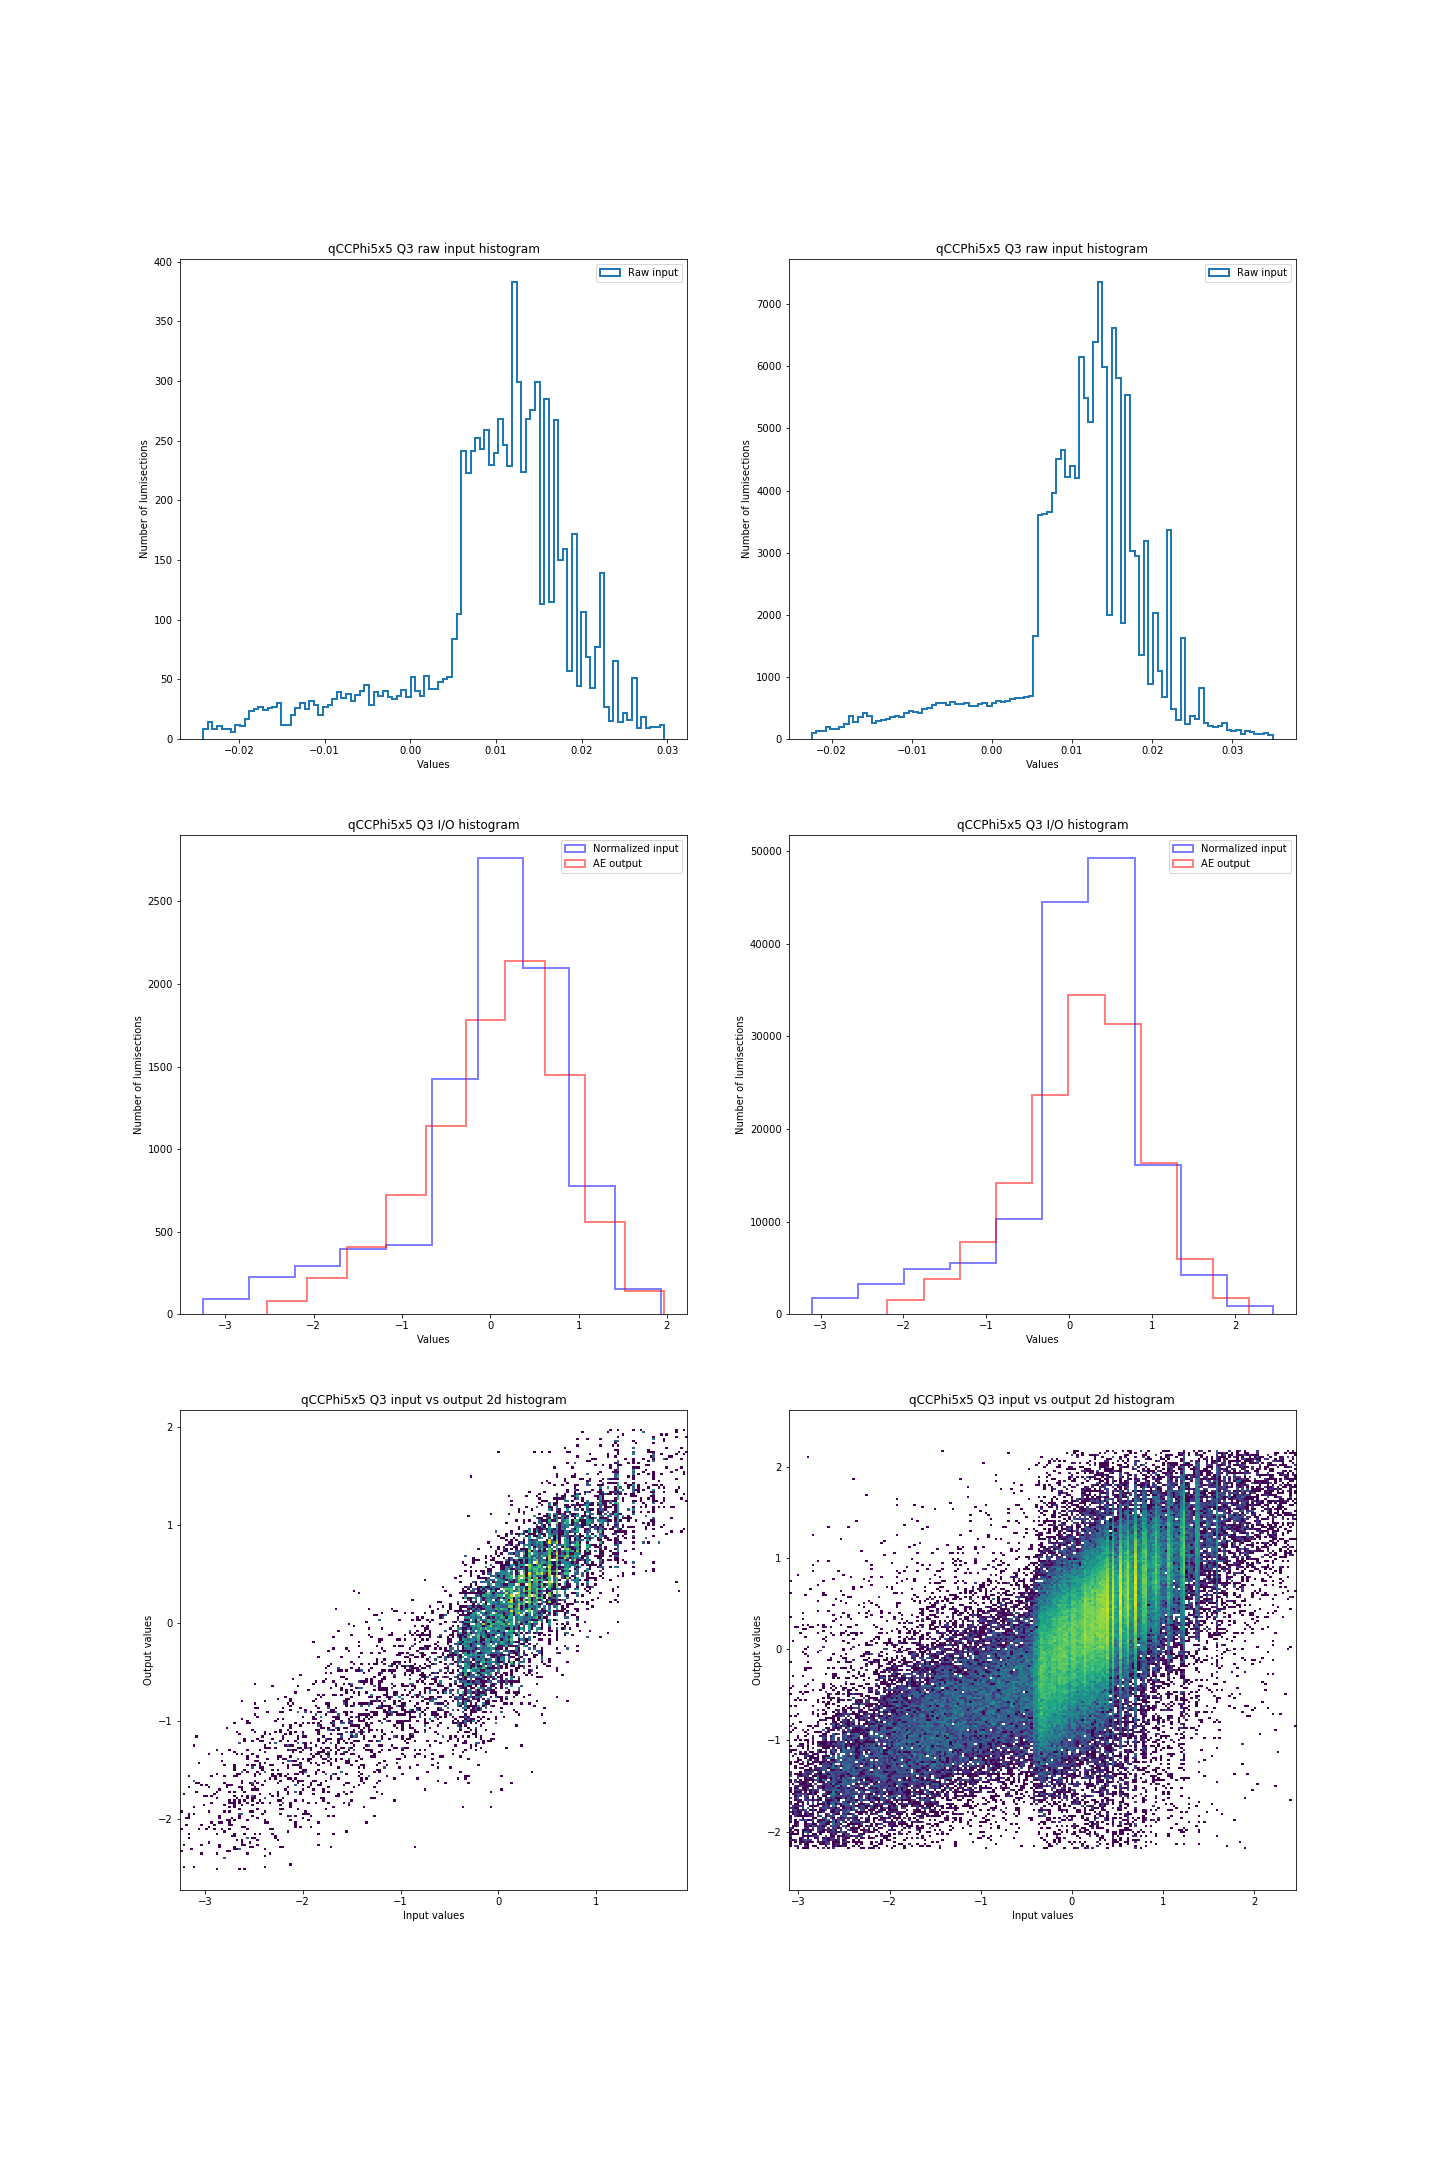 qCCPhi5x5 Q3 raw input histogram
Raw input
Number of lumisections
400
350
300
250
200
150
100
50
0
−0.02 −0.01 0.00 0.01 0.02 0.03
Values
qCCPhi5x5 Q3 raw input histogram
Raw input
Number of lumisections
7000
6000
5000
4000
3000
2000
1000
0
−0.02 −0.01 0.00 0.01 0.02 0.03
Values
qCCPhi5x5 Q3 I/O histogram
Normalized input
AE output
Number of lumisections
2500
2000
1500
1000
500
0
−3 −2 −1 0 1 2
Values
qCCPhi5x5 Q3 I/O histogram
Normalized input
AE output
Number of lumisections
50000
40000
30000
20000
10000
0
−3 −2 −1 0 1 2
Values
qCCPhi5x5 Q3 input vs output 2d histogram
Output values
2
1
0
−1
−2
−3 −2 −1 0 1
Input values
qCCPhi5x5 Q3 input vs output 2d histogram
Output values
2
1
0
−1
−2
−3 −2 −1 0 1 2
Input values